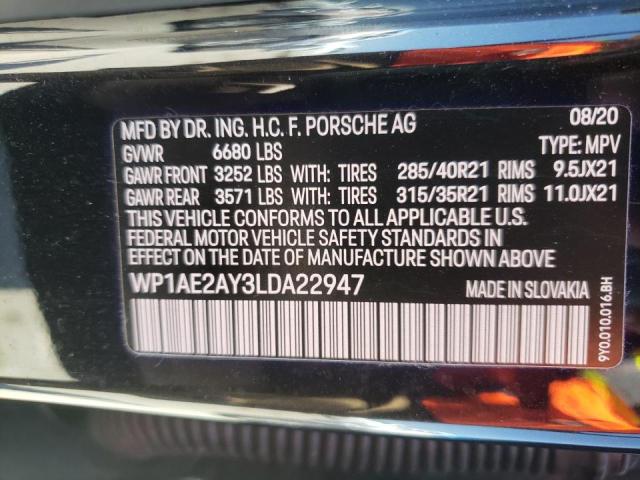 MFD BY DR. ING. H.C. F. PORSCHE AG 08/20
GVWR 6680 LBS TYPE: MPV
GAWR FRONT 3252 LBS WITH: TIRES 285/40R21 RIMS 9.5JX21
GAWR REAR 3571 LBS WITH: TIRES 315/35R21 RIMS 11.0JX21
THIS VEHICLE CONFORMS TO ALL APPLICABLE U.S.
FEDERAL MOTOR VEHICLE SAFETY STANDARDS IN
EFFECT ON THE DATE OF MANUFACTURE SHOWN ABOVE
WP1AE2AY3LDA22947 MADE IN SLOVAKIA
9Y0.010.016.BH